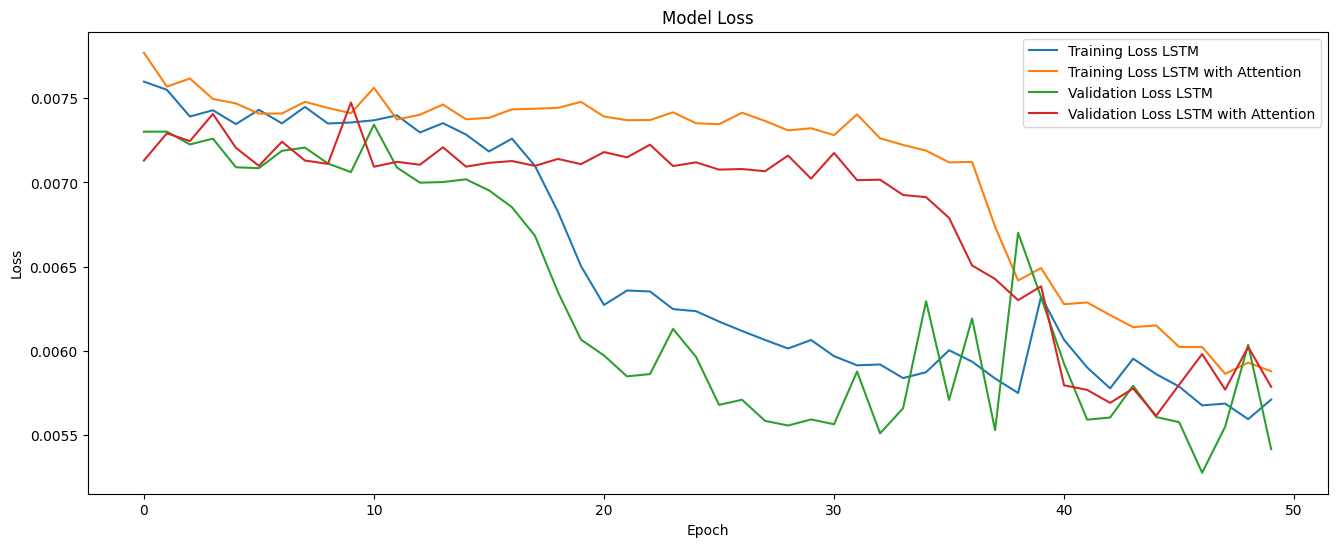 Model Loss
Training Loss LSTM
Training Loss LSTM with Attention
Validation Loss LSTM
Validation Loss LSTM with Attention
0.0075
0.0070
0.0065
0.0060
0.0055
Loss
0 10 20 30 40 50
Epoch